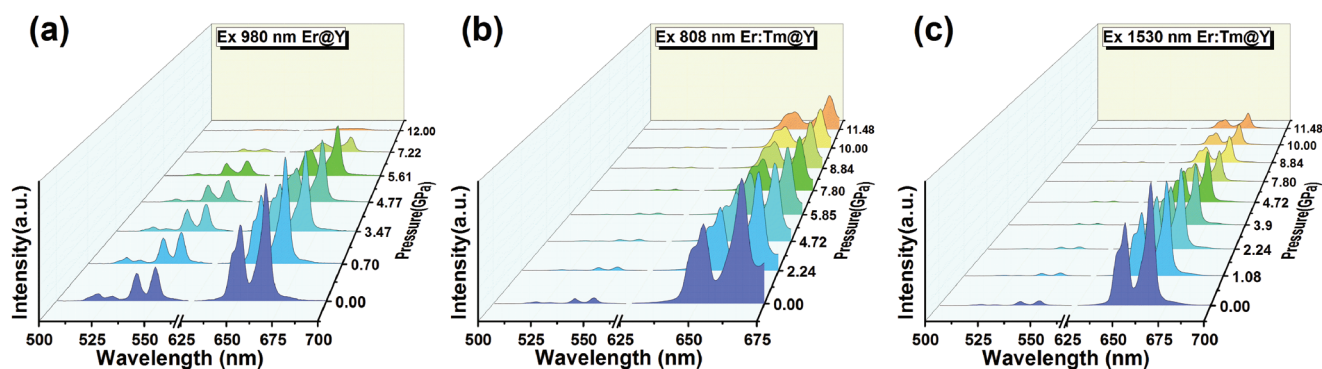 (a)
Ex 980 nm Er@Y
Intensity(a.u.)
12.00
7.22
5.61
4.77
3.47
0.70
0.00
Pressure(GPa)
500 525 550 625 650 675 700
Wavelength (nm)
(b)
Ex 808 nm Er:Tm@Y
Intensity(a.u.)
11.48
10.00
8.84
7.80
5.85
4.72
2.24
0.00
Pressure(GPa)
500 525 550 625 650 675
Wavelength (nm)
(c)
Ex 1530 nm Er:Tm@Y
Intensity(a.u.)
11.48
10.00
8.84
7.80
4.72
3.9
2.24
1.08
0.00
Pressure(GPa)
500 525 550 625 650 675 700
Wavelength (nm)